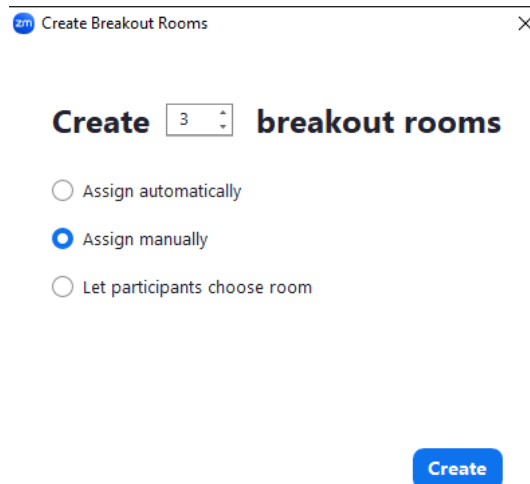 zm Create Breakout Rooms
Create 3 breakout rooms
Assign automatically
Assign manually
Let participants choose room
Create